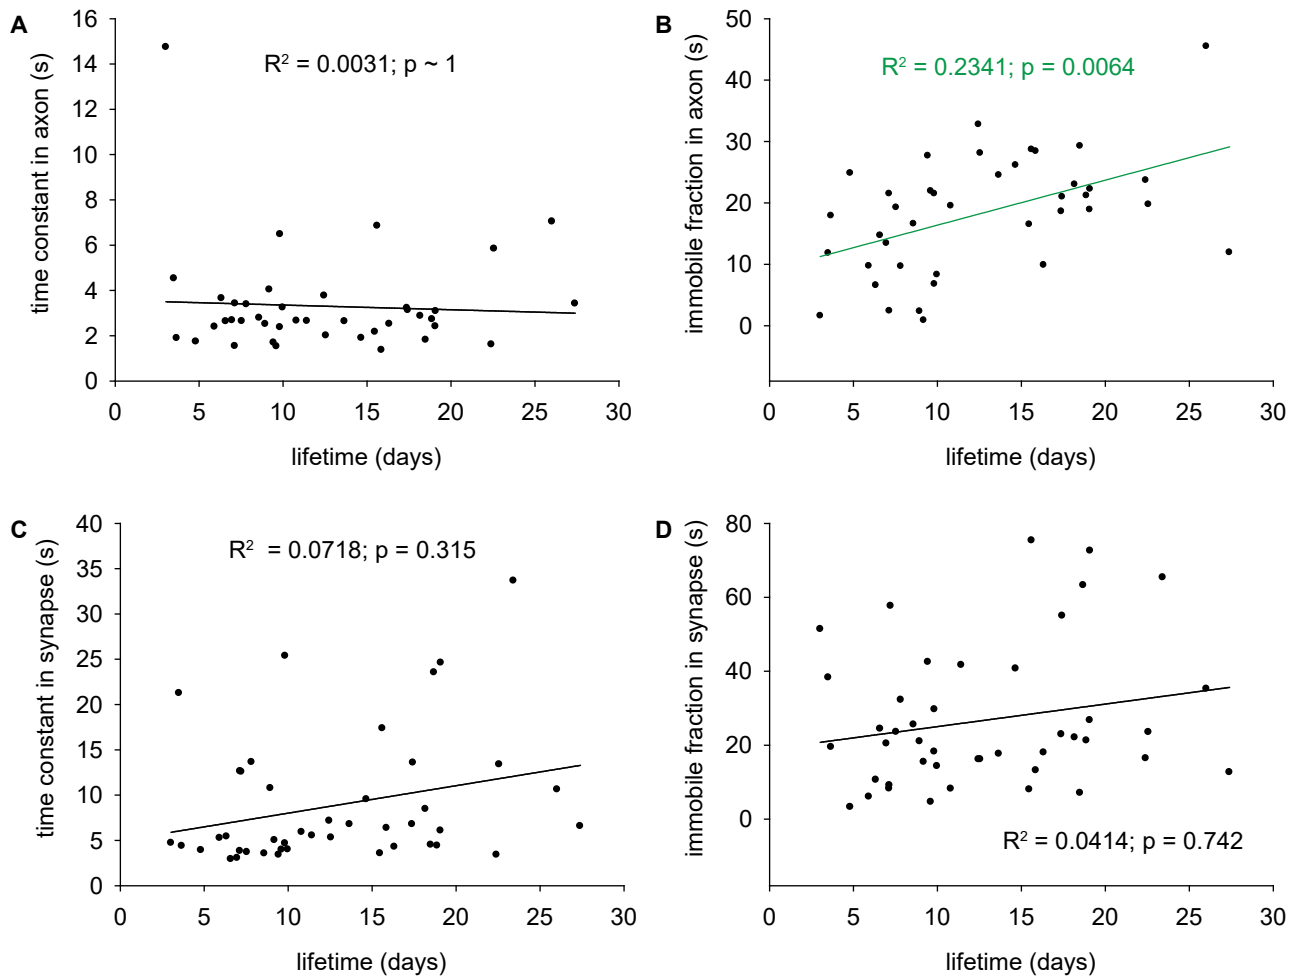 A
time constant in axon (s)
16
14
12
10
8
6
4
2
0
R² = 0.0031; p ~ 1
0 5 10 15 20 25 30
lifetime (days)
B
immobile fraction in axon (s)
50
40
30
20
10
0
R² = 0.2341; p = 0.0064
0 5 10 15 20 25 30
lifetime (days)
C
time constant in synapse (s)
40
35
30
25
20
15
10
5
0
R² = 0.0718; p = 0.315
0 5 10 15 20 25 30
lifetime (days)
D
immobile fraction in synapse (s)
80
60
40
20
0
R² = 0.0414; p = 0.742
0 5 10 15 20 25 30
lifetime (days)